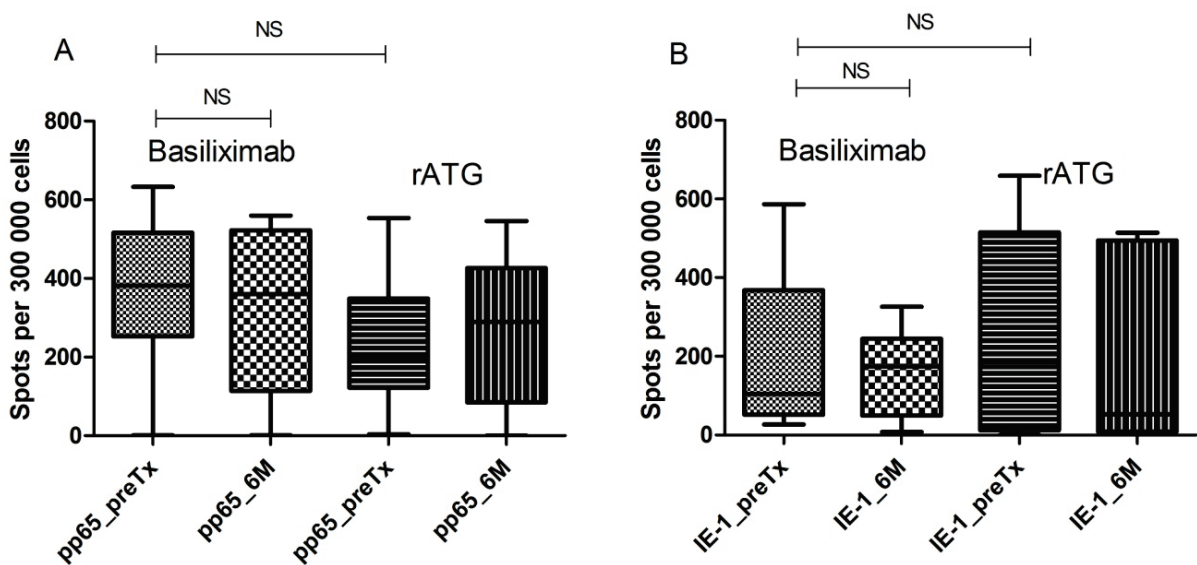 A
NS
NS
Basiliximab
rATG
Spots per 300 000 cells
800
600
400
200
0
pp65_preTx
pp65_6M
pp65_preTx
pp65_6M
B
NS
NS
Basiliximab
rATG
Spots per 300 000 cells
800
600
400
200
0
IE-1_preTx
IE-1_6M
IE-1_preTx
IE-1_6M